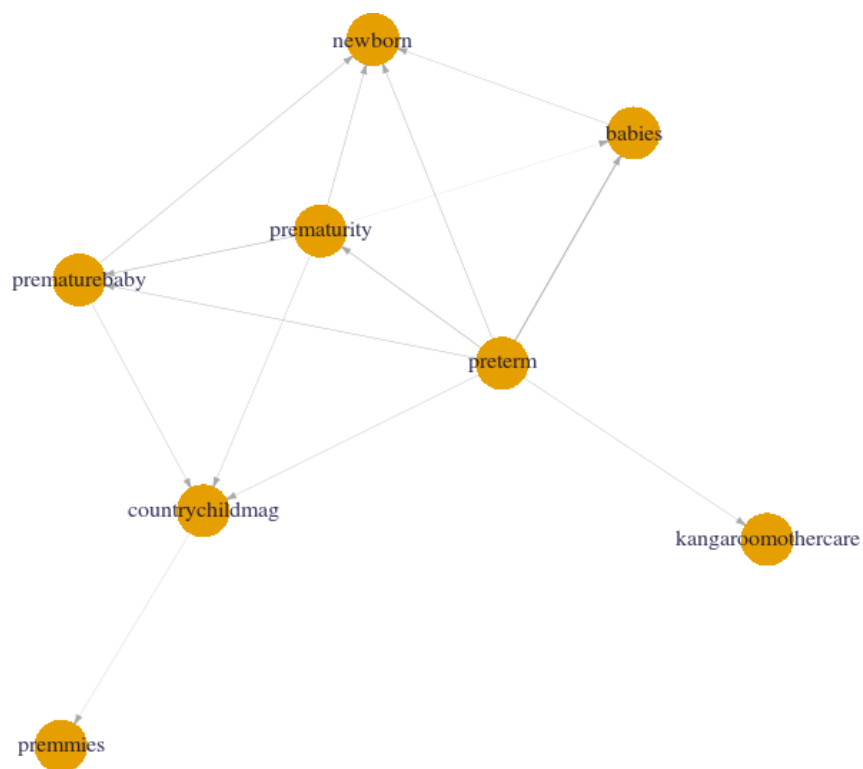 newborn
babies
prematurity
prematurebaby
preterm
countrychildmag
kangaroomothercare
premmies